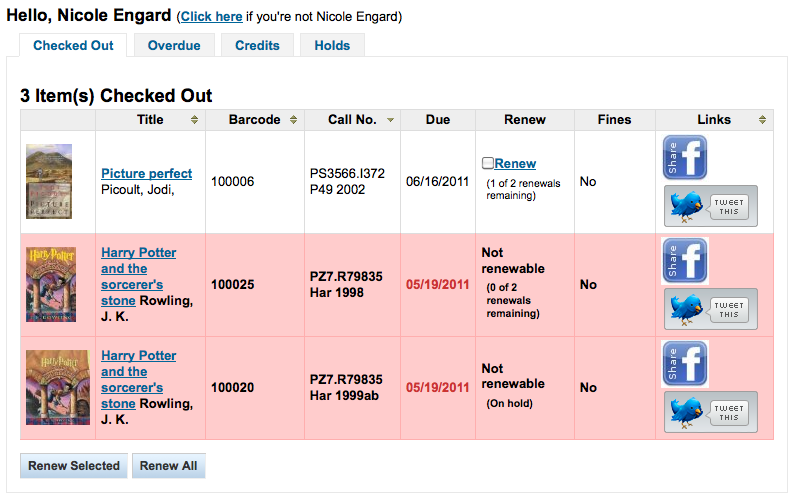 Hello, Nicole Engard (Click here if you're not Nicole Engard)
Checked Out Overdue Credits Holds
3 Item(s) Checked Out
Title Barcode Call No. Due Renew Fines Links
PICTURE PERFECT
Picture perfect
Picoult, Jodi,
100006
PS3566.I372
P49 2002
06/16/2011
Renew
(1 of 2 renewals
remaining)
No
Share f
TWEET
THIS
Harry Potter
Harry Potter
and the
sorcerer's
stone Rowling,
J. K.
100025
PZ7.R79835
Har 1998
05/19/2011
Not
renewable
(0 of 2
renewals
remaining)
No
Share f
TWEET
THIS
Harry Potter
Harry Potter
and the
sorcerer's
stone Rowling,
J. K.
100020
PZ7.R79835
Har 1999ab
05/19/2011
Not
renewable
(On hold)
No
Share f
TWEET
THIS
Renew Selected Renew All